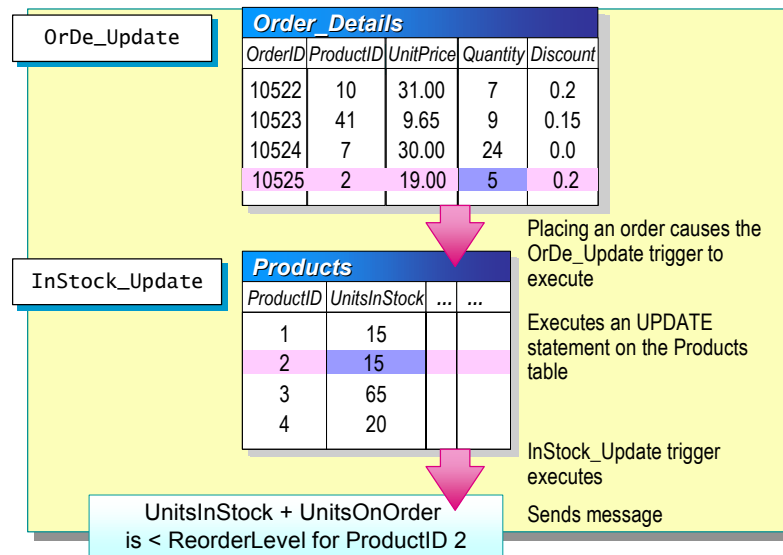 OrDe_Update
Order_Details
OrderID ProductID UnitPrice Quantity Discount
10522 10 31.00 7 0.2
10523 41 9.65 9 0.15
10524 7 30.00 24 0.0
10525 2 19.00 5 0.2
Placing an order causes the
OrDe_Update trigger to
execute
InStock_Update
Products
ProductID UnitsInStock ... ...
1 15
2 15
3 65
4 20
Executes an UPDATE
statement on the Products
table
InStock_Update trigger
executes
Sends message
UnitsInStock + UnitsOnOrder
is < ReorderLevel for ProductID 2